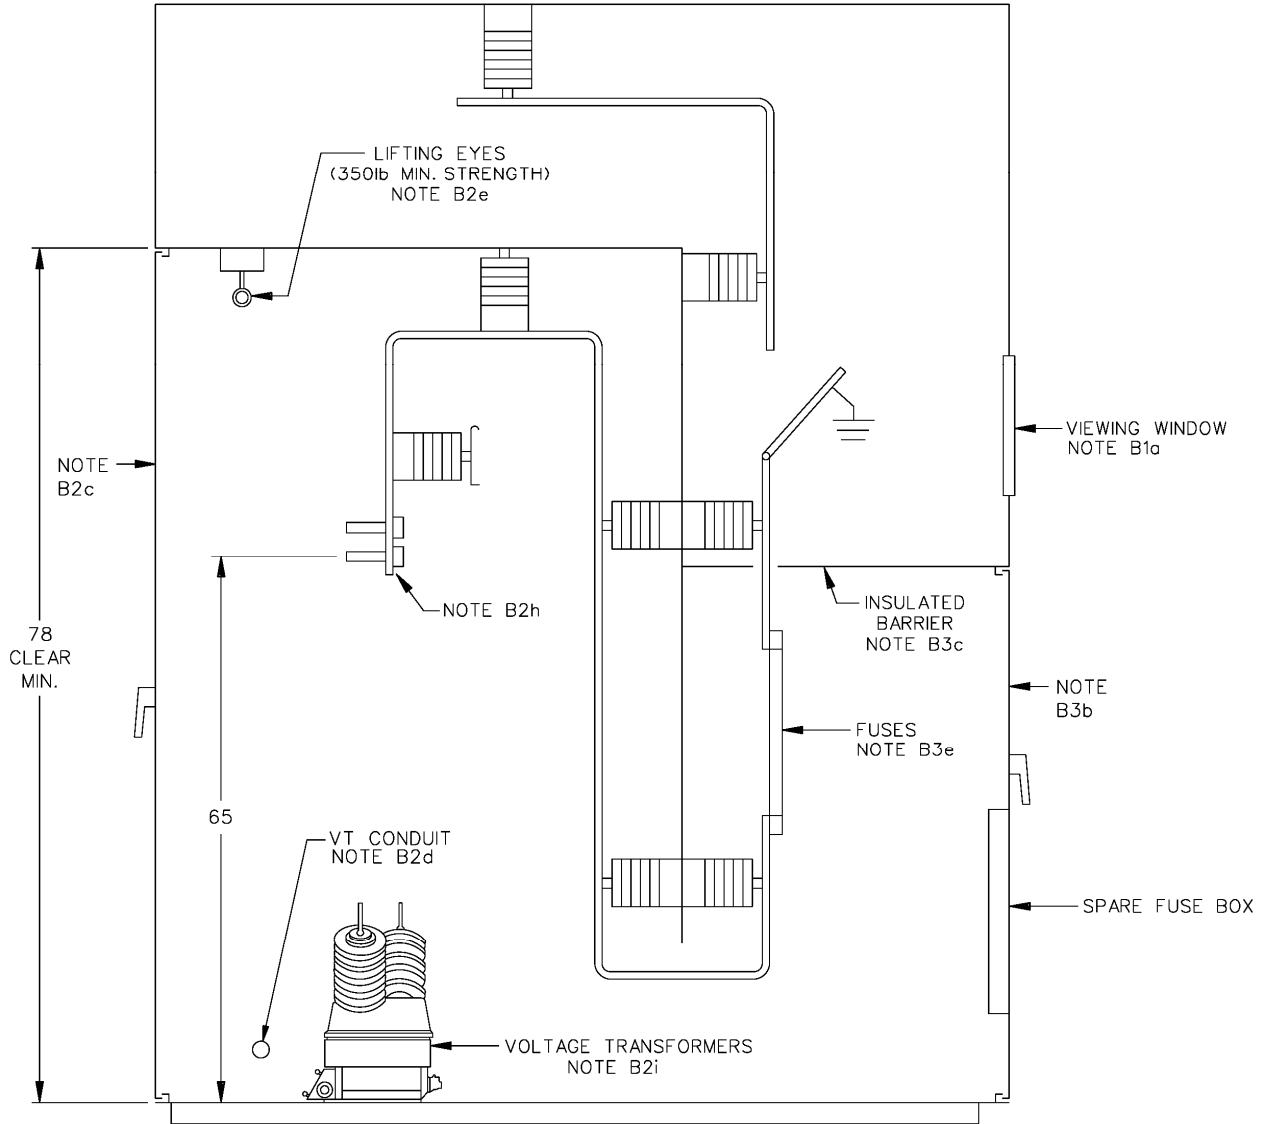 LIFTING EYES
(350lb MIN. STRENGTH)
NOTE B2e
VIEWING WINDOW
NOTE B1a
NOTE
B2c
NOTE B2h
INSULATED
BARRIER
NOTE B3c
78
CLEAR
MIN.
NOTE
B3b
FUSES
NOTE B3e
65
VT CONDUIT
NOTE B2d
SPARE FUSE BOX
VOLTAGE TRANSFORMERS
NOTE B2i